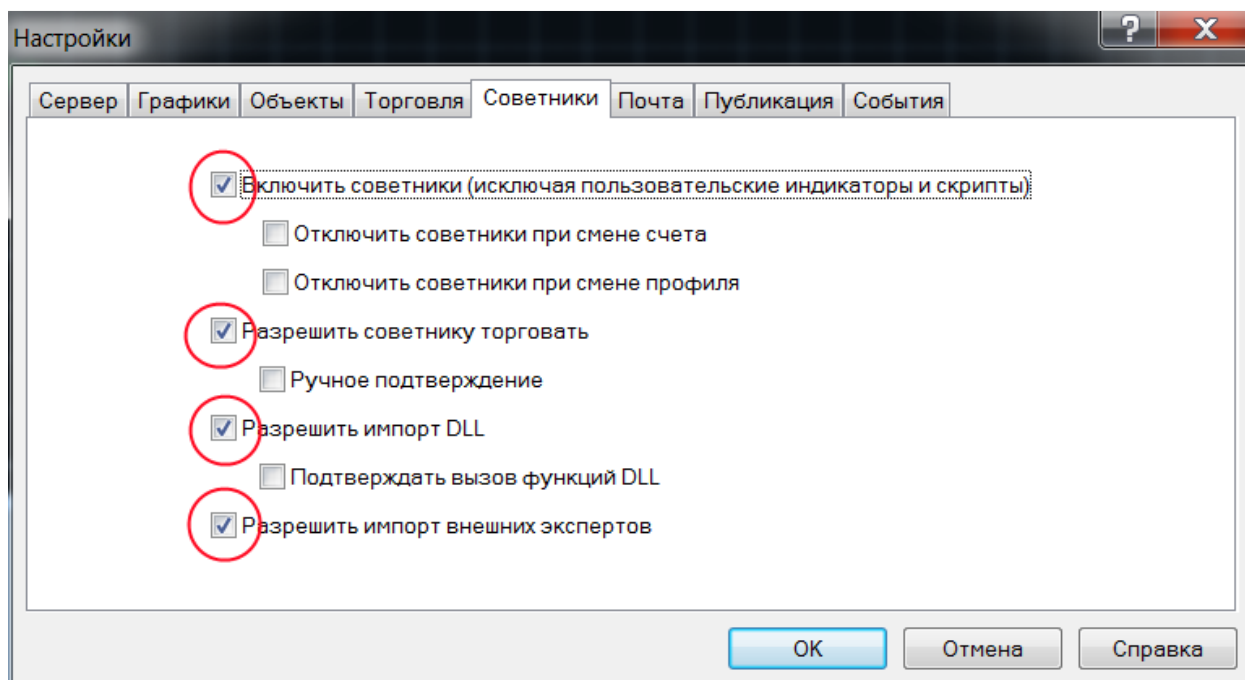 Настройки
?
X
Сервер Графики Объекты Торговля Советники Почта Публикация События
Включить советники (исключая пользовательские индикаторы и скрипты)
Отключить советники при смене счета
Отключить советники при смене профиля
Разрешить советнику торговать
Ручное подтверждение
Разрешить импорт DLL
Подтверждать вызов функций DLL
Разрешить импорт внешних экспертов
OK Отмена Справка